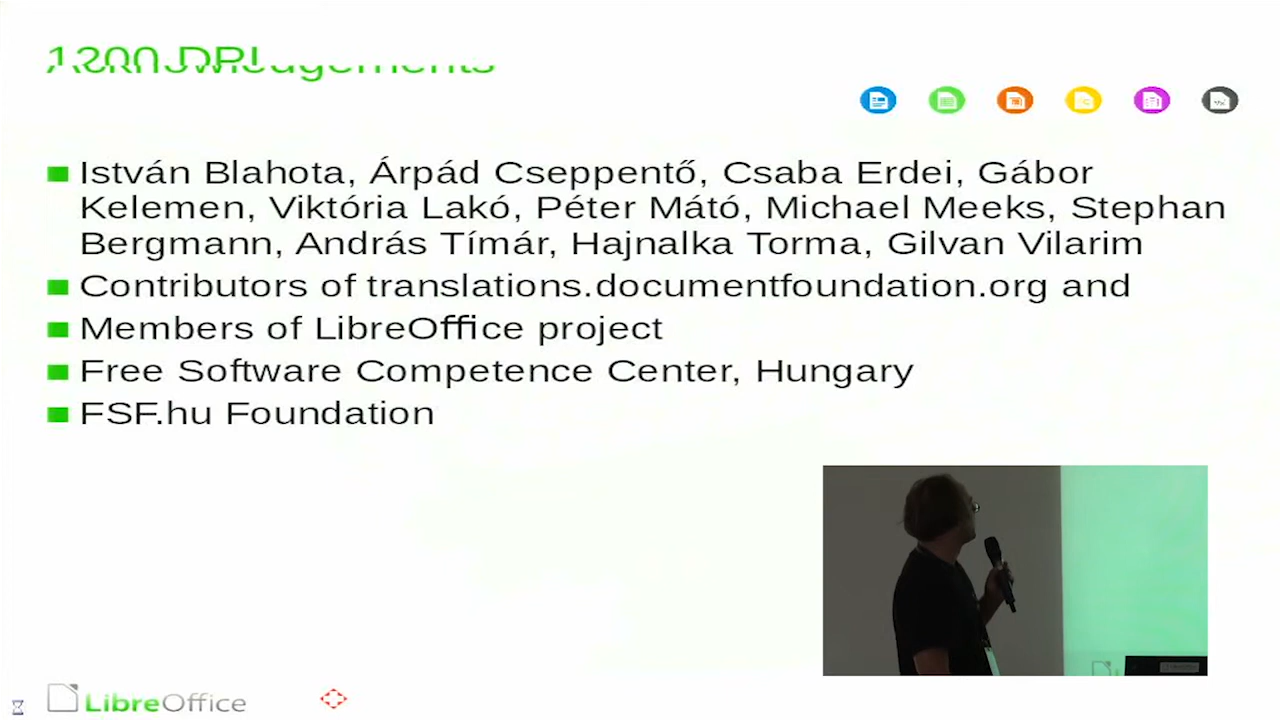 1200 DPI
István Blahota, Árpád Cseppentő, Csaba Erdei, Gábor
Kelemen, Viktória Lakó, Péter Mátó, Michael Meeks, Stephan
Bergmann, András Tímár, Hajnalka Torma, Gilvan Vilarim
Contributors of translations.documentfoundation.org and
Members of LibreOffice project
Free Software Competence Center, Hungary
FSF.hu Foundation
LibreOffice